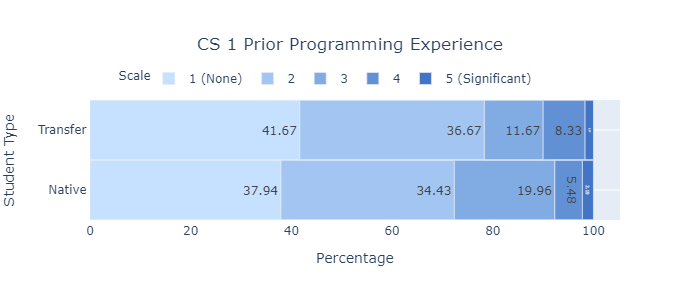 CS 1 Prior Programming Experience
Scale 1 (None) 2 3 4 5 (Significant)
Student Type
Transfer 41.67 36.67 11.67 8.33
Native 37.94 34.43 19.96 5.48
0 20 40 60 80 100
Percentage